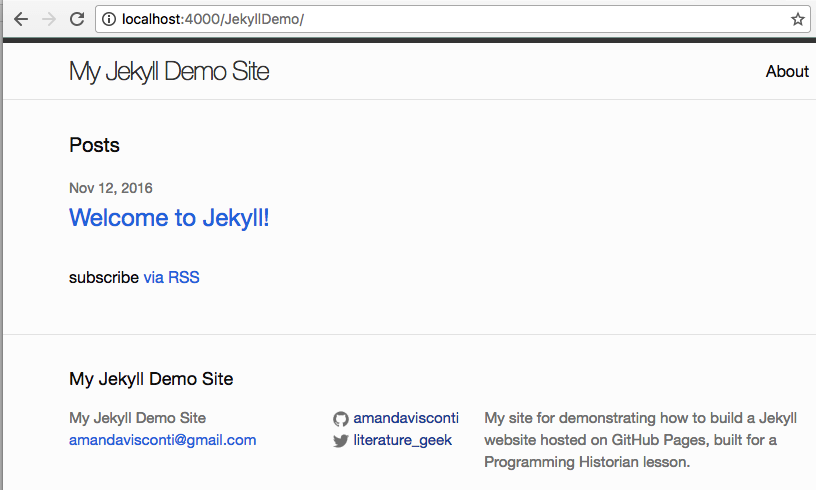 localhost:4000/JekyllDemo/
My Jekyll Demo Site
About
Posts
Nov 12, 2016
Welcome to Jekyll!
subscribe via RSS
My Jekyll Demo Site
My Jekyll Demo Site
amandavisconti@gmail.com
amandavisconti
literature_geek
My site for demonstrating how to build a Jekyll
website hosted on GitHub Pages, built for a
Programming Historian lesson.